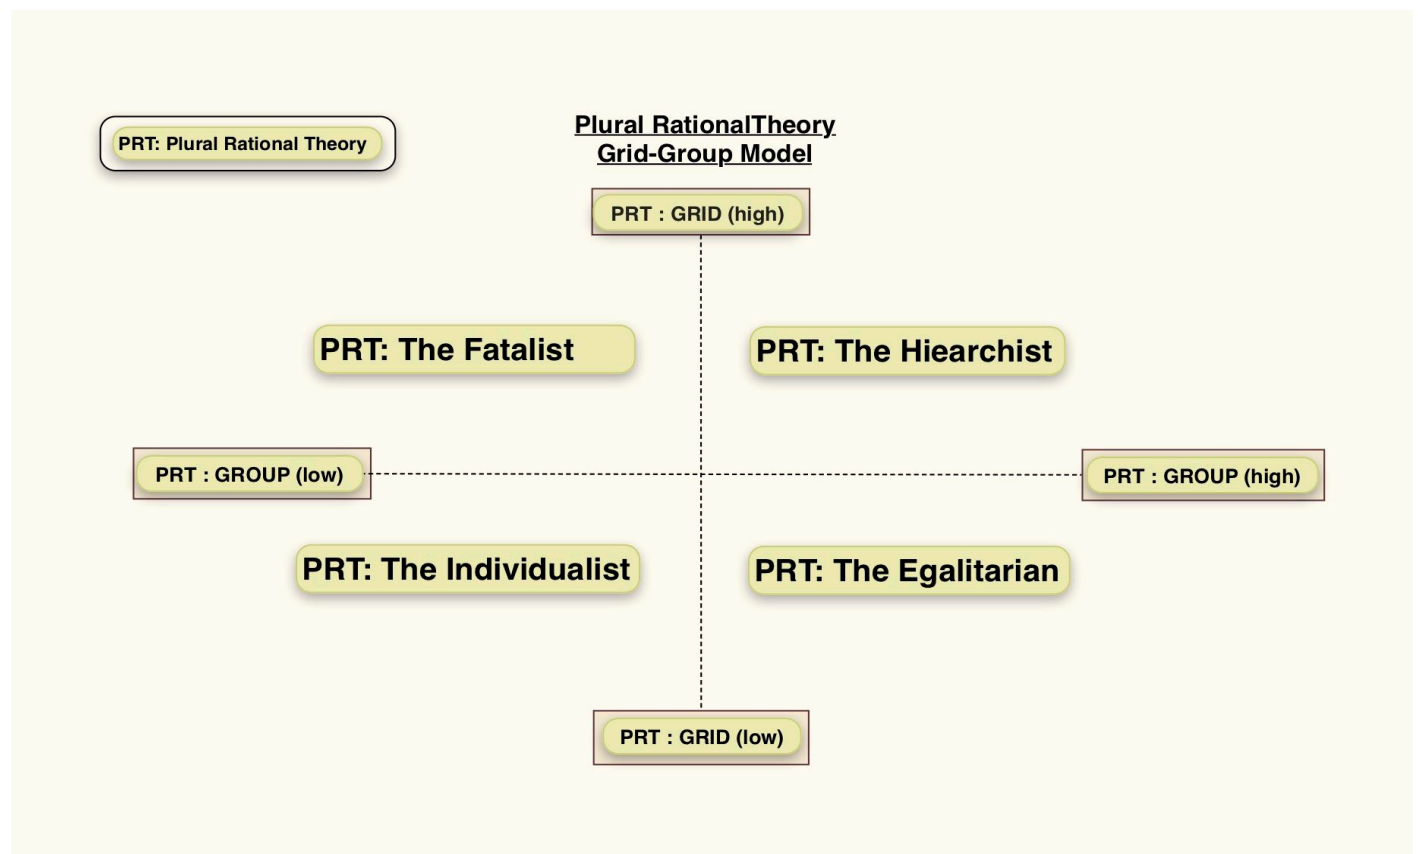 Plural RationalTheory
Grid-Group Model
PRT: Plural Rational Theory
PRT : GRID (high)
PRT: The Fatalist
PRT: The Hiearchist
PRT : GROUP (low)
PRT : GROUP (high)
PRT: The Individualist
PRT: The Egalitarian
PRT : GRID (low)